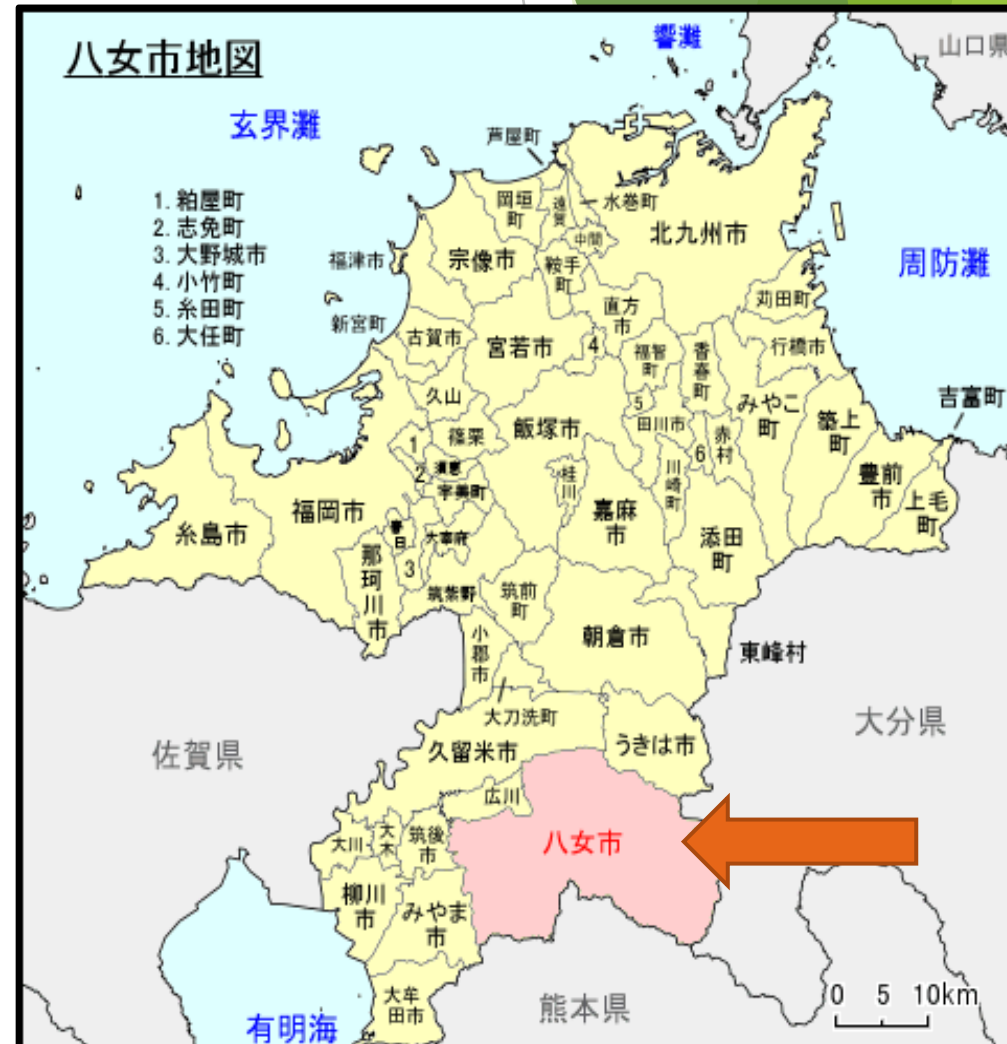 八女市地図
響灘
山口県
玄界灘
芦屋町
1. 粕屋町
2. 志免町
3. 大野城市
4. 小竹町
5. 糸田町
6. 大任町
岡垣
町
遠賀
水巻町
中間
北九州市
福津市
宗像市
鞍手
町
周防灘
新宮町
古賀市
宮若市
直方
市
4
苅田町
福智
町
香春町
行橋市
久山
みやこ
町
吉富町
5
田川市
築上
町
1
篠栗
飯塚市
6
赤村
2
須恵
宇美町
桂川
川崎町
豊前
市
上毛
町
福岡市
嘉麻
市
糸島市
春日
大宰府
添田
町
那珂川市
3
筑紫野
筑前
町
小郡市
朝倉市
東峰村
大刀洗町
大分県
久留米市
うきは市
佐賀県
広川
大川
大木
筑後
市
八女市
柳川
市
みやま
市
大牟
田市
熊本県
0 5 10km
有明海